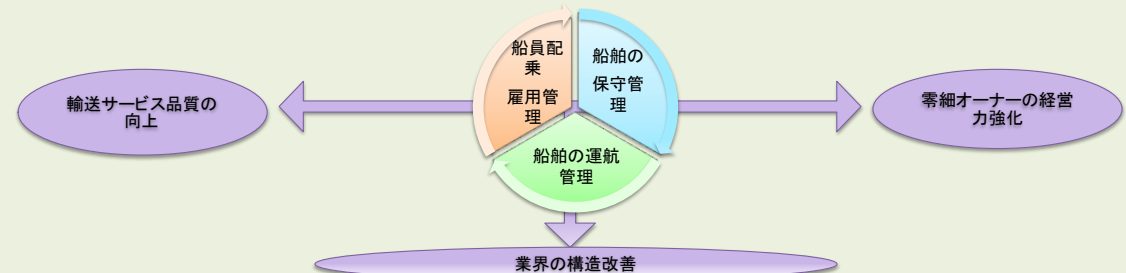 船員配
乗
雇用管
理
船舶の
保守管
理
船舶の運航
管理
輸送サービス品質の
向上
零細オーナーの経営
力強化
業界の構造改善